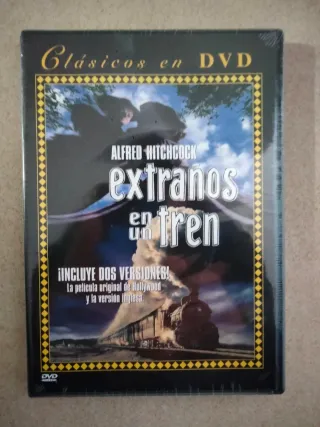 Clásicos en DVD
ALFRED HITCHCOCK
extraños
en
un tren
¡INCLUYE DOS VERSIONES!
La película original de Hollywood
y la versión inglesa.
DVD
VIDEO